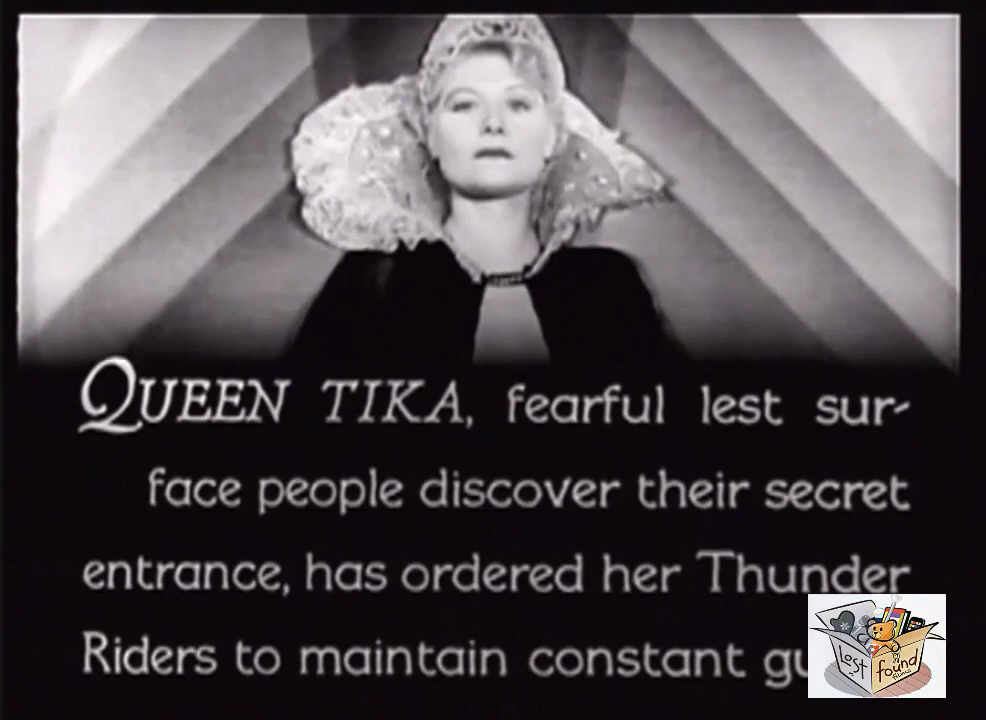 QUEEN TIKA, fearful lest sur-
face people discover their secret
entrance, has ordered her Thunder
Riders to maintain constant
Lost
found